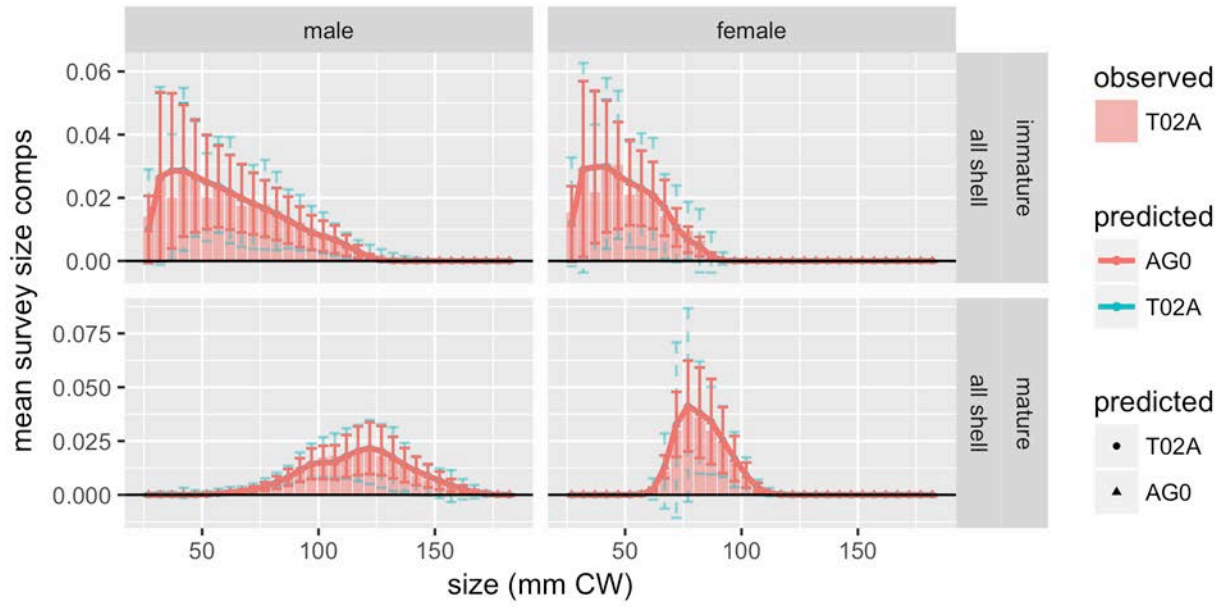 male
female
mean survey size comps
0.06
0.04
0.02
0.00
0.075
0.050
0.025
0.000
all shell
immature
all shell
mature
50
100
150
50
100
150
size (mm CW)
observed
T02A
predicted
AG0
T02A
predicted
T02A
AG0